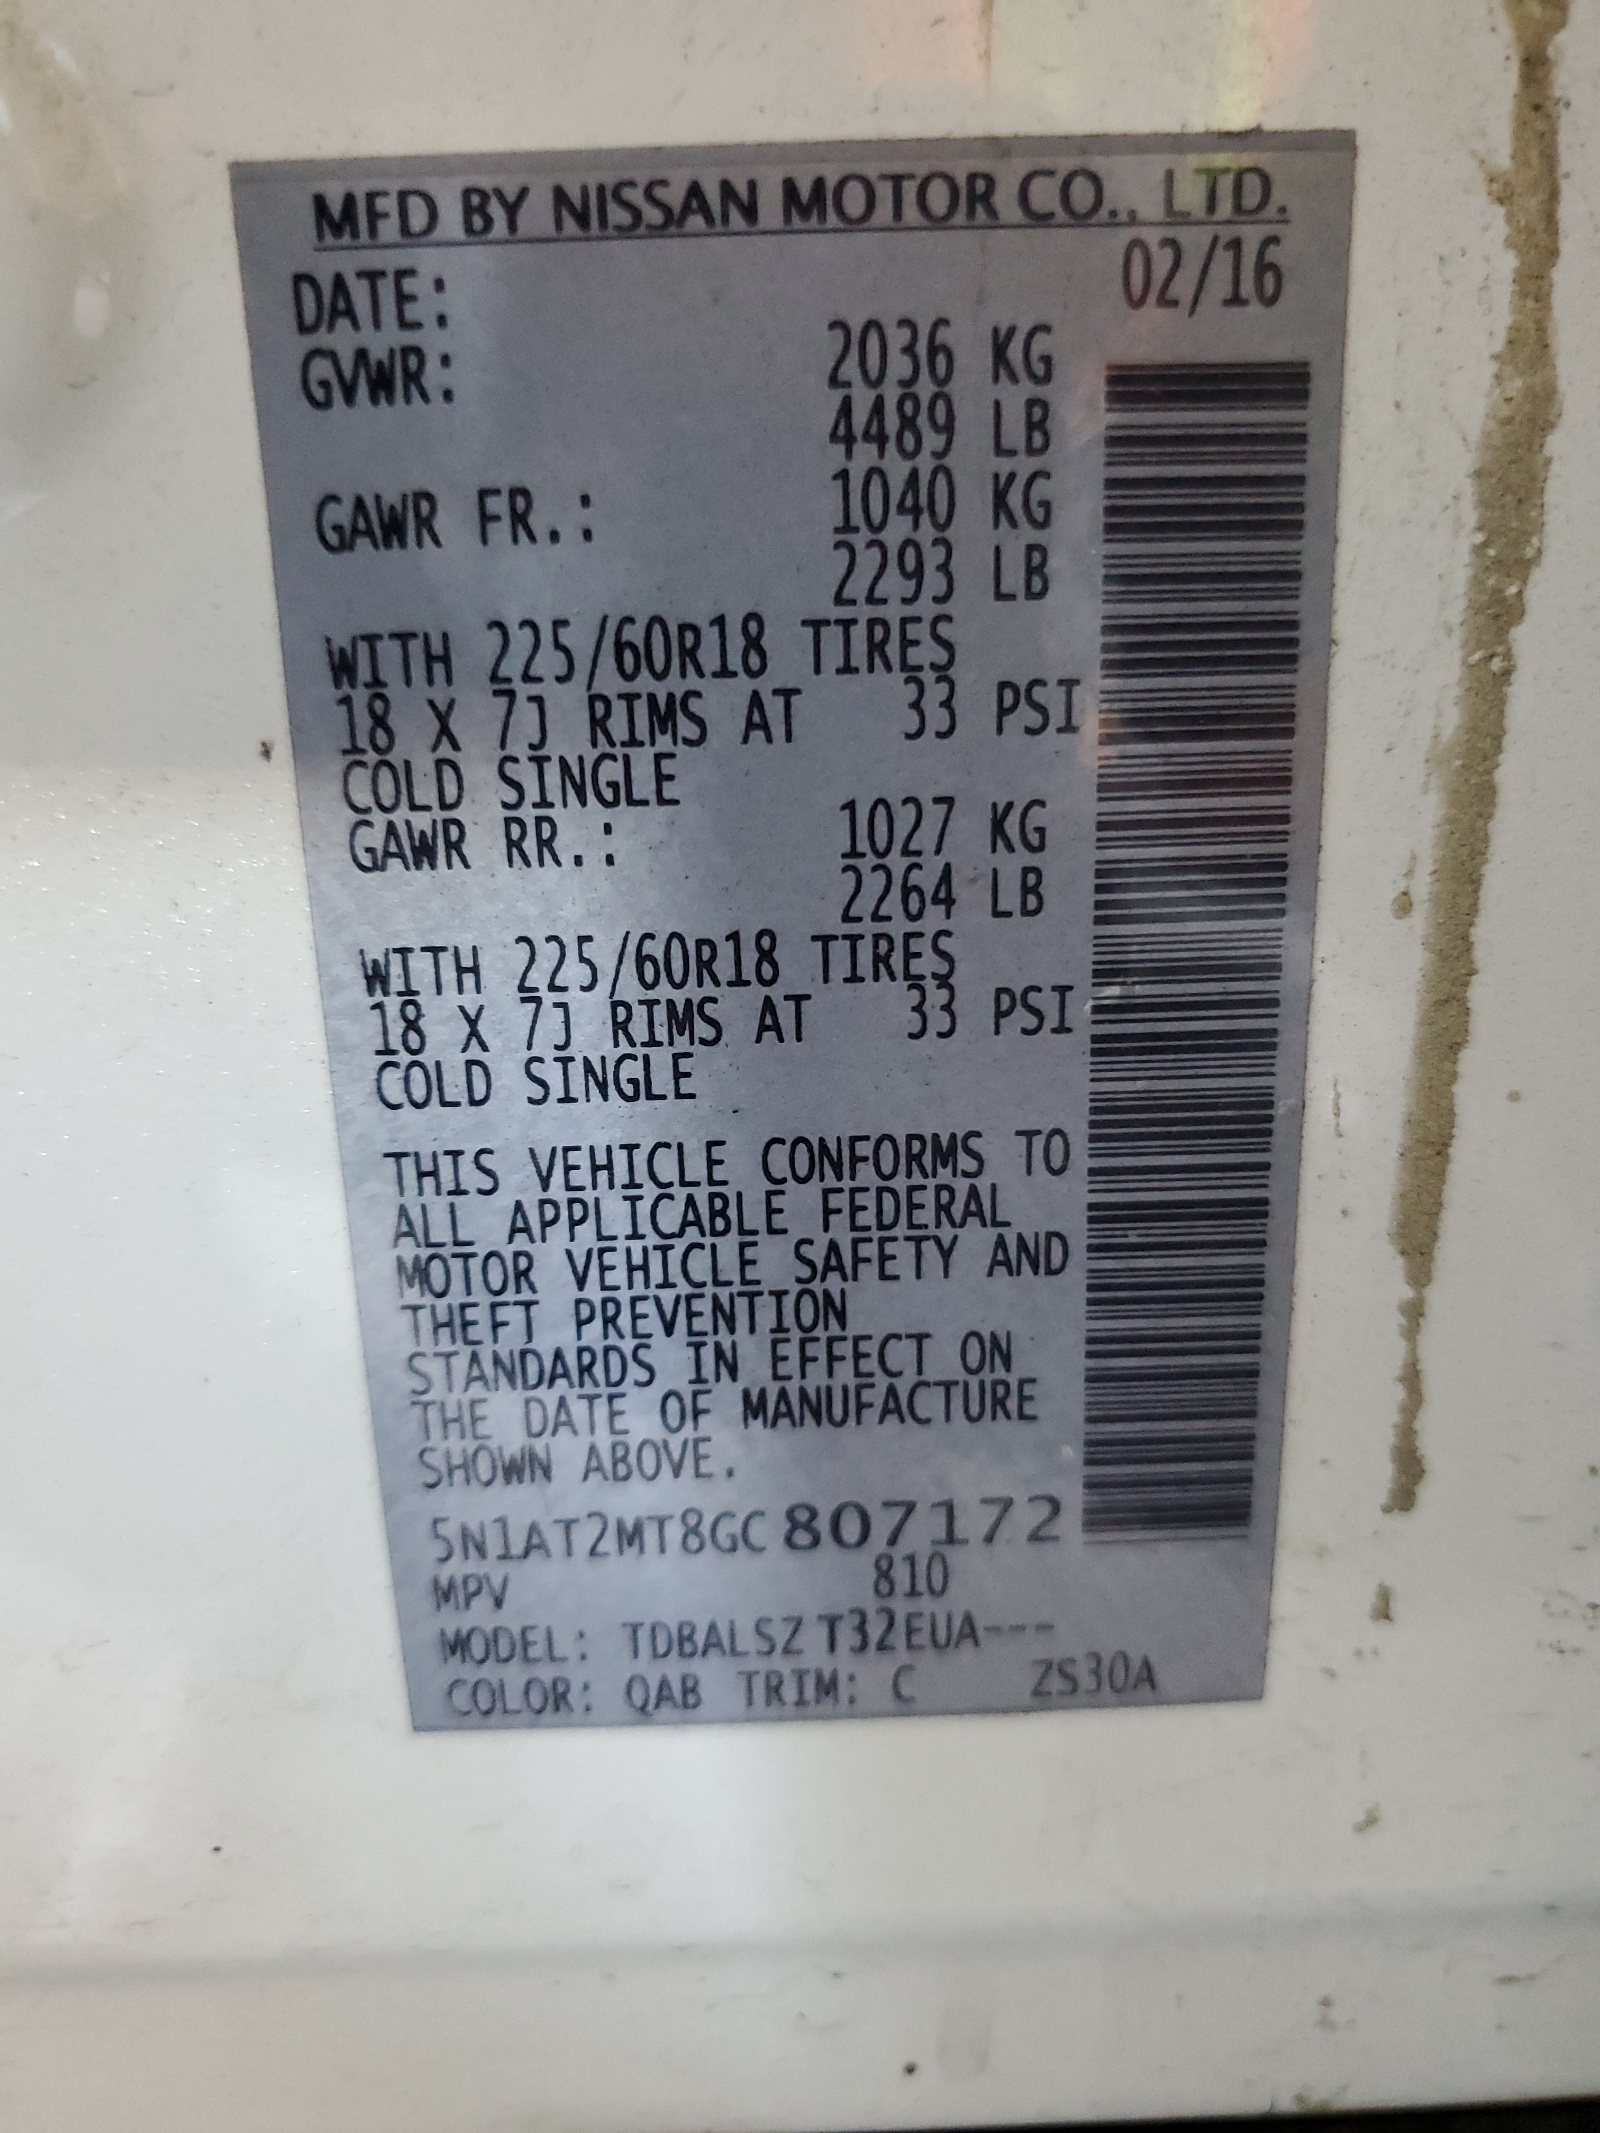 MFD BY NISSAN MOTOR CO., LTD.
DATE: 02/16
GVWR: 2036 KG
4489 LB
GAWR FR.: 1040 KG
2293 LB
WITH 225/60R18 TIRES
18 X 7J RIMS AT 33 PSI
COLD SINGLE
GAWR RR.: 1027 KG
2264 LB
WITH 225/60R18 TIRES
18 X 7J RIMS AT 33 PSI
COLD SINGLE
THIS VEHICLE CONFORMS TO
ALL APPLICABLE FEDERAL
MOTOR VEHICLE SAFETY AND
THEFT PREVENTION
STANDARDS IN EFFECT ON
THE DATE OF MANUFACTURE
SHOWN ABOVE.
5N1AT2MT8GC807172
MPV 810
MODEL: TDBALSZ T32EUA---
COLOR: QAB TRIM: C ZS30A